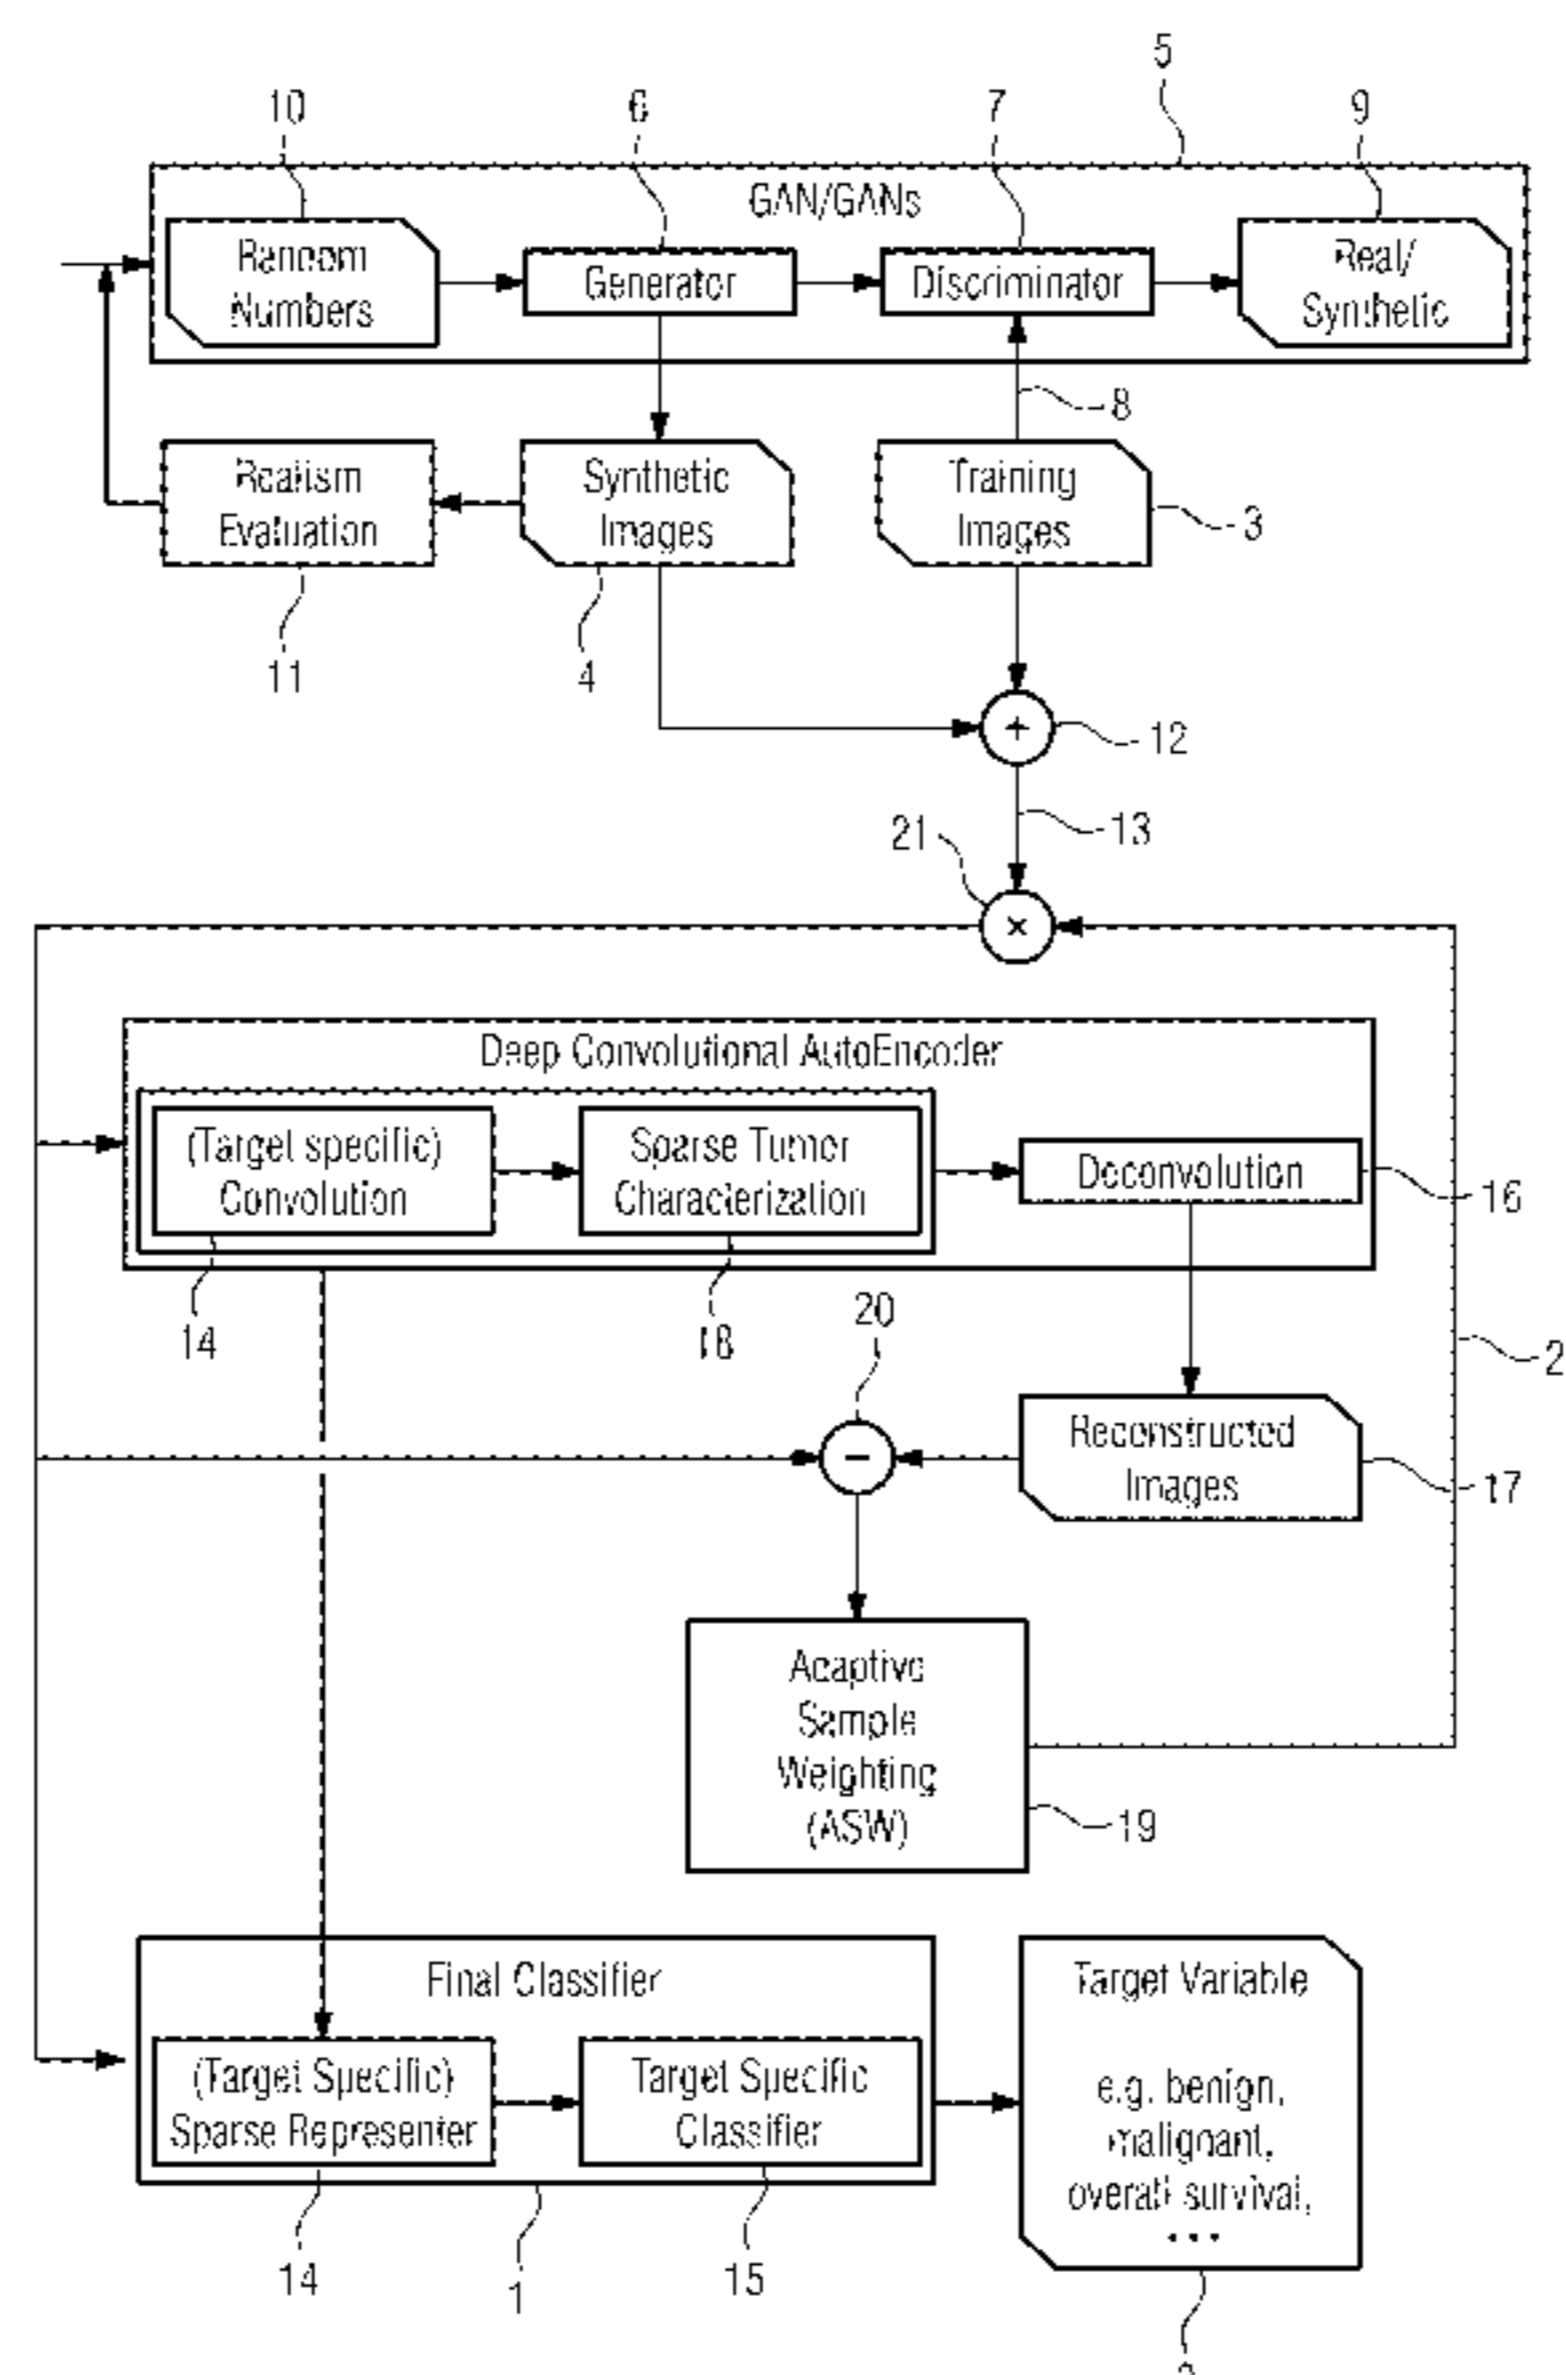 5
10
6
7
9
GAN/GANs
Random
Numbers
Generator
Discriminator
Real/
Synthetic
8
Realism
Evaluation
Synthetic
Images
Training
Images
3
11
4
+
12
13
21
×
Deep Convolutional AutoEncoder
(Target specific)
Convolution
Sparse Tumor
Characterization
Deconvolution
16
14
18
20
2
−
Reconstructed
Images
17
Adaptive
Sample
Weighting
(ASW)
19
Final Classifier
(Target Specific)
Sparse Representer
Target Specific
Classifier
Target Variable
e.g. benign,
malignant,
overall survival,
...
14
1
15